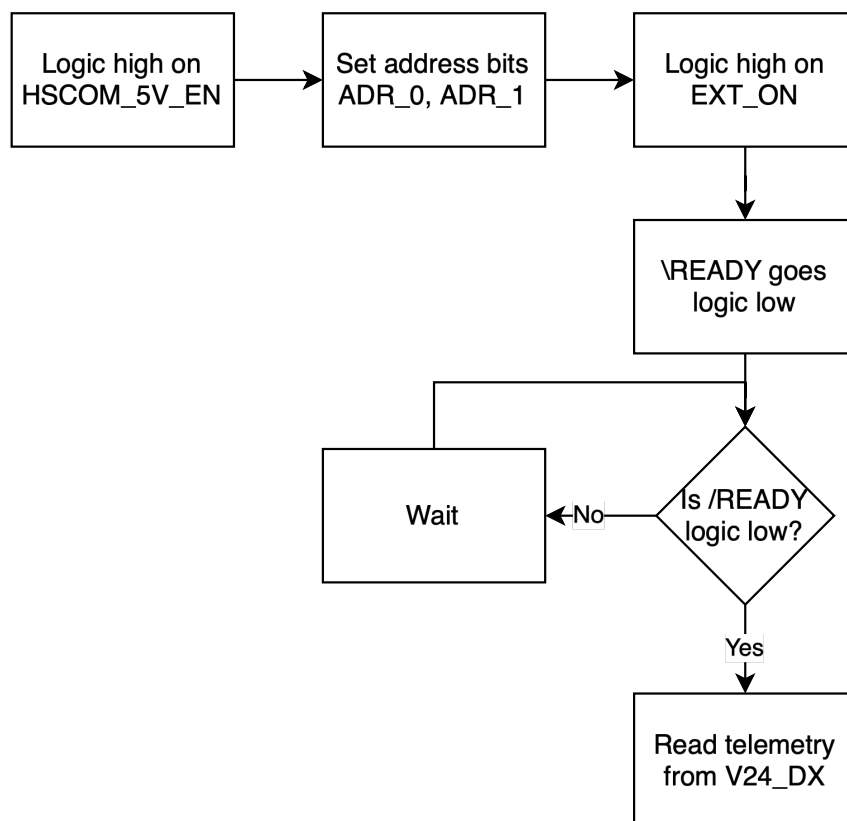 Logic high on
HSCOM_5V_EN
Set address bits
ADR_0, ADR_1
Logic high on
EXT_ON
\READY goes
logic low
Is /READY
logic low?
No
Wait
Yes
Read telemetry
from V24_DX